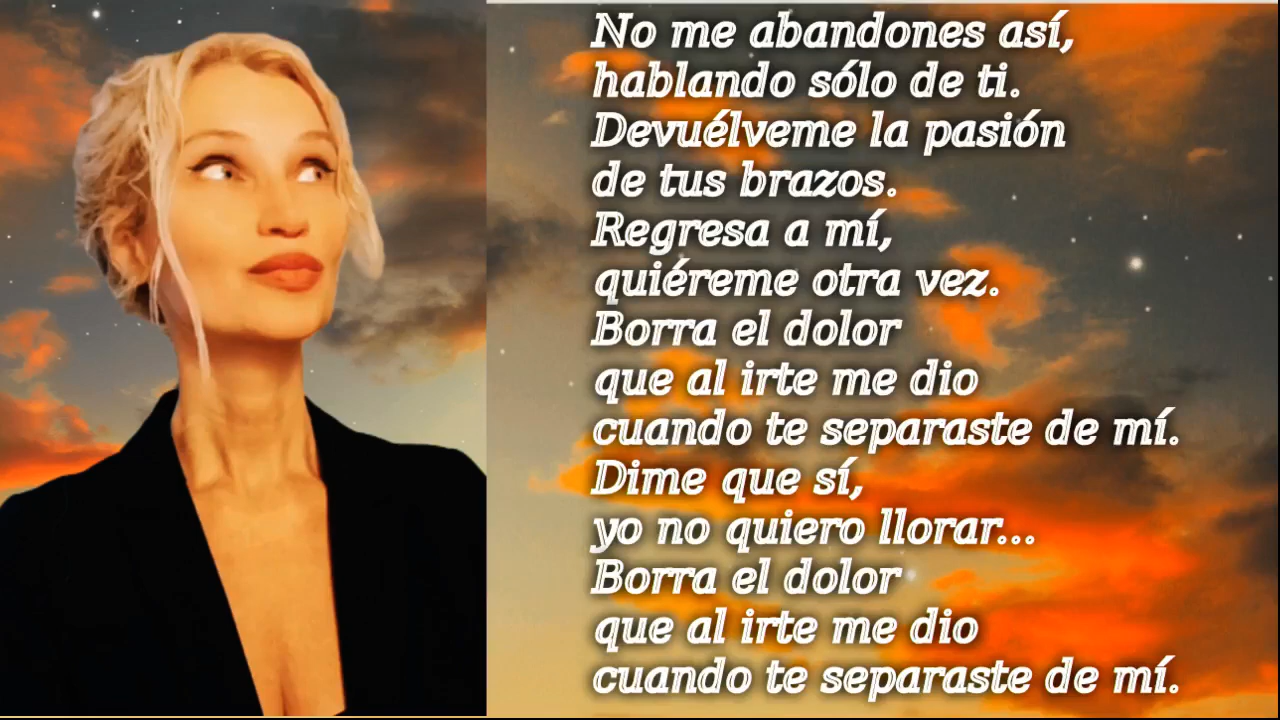 No me abandones así,
hablando sólo de ti.
Devuélveme la pasión
de tus brazos.
Regresa a mí,
quiéreme otra vez.
Borra el dolor
que al irte me dio
cuando te separaste de mí.
Dime que sí,
yo no quiero llorar...
Borra el dolor
que al irte me dio
cuando te separaste de mí.